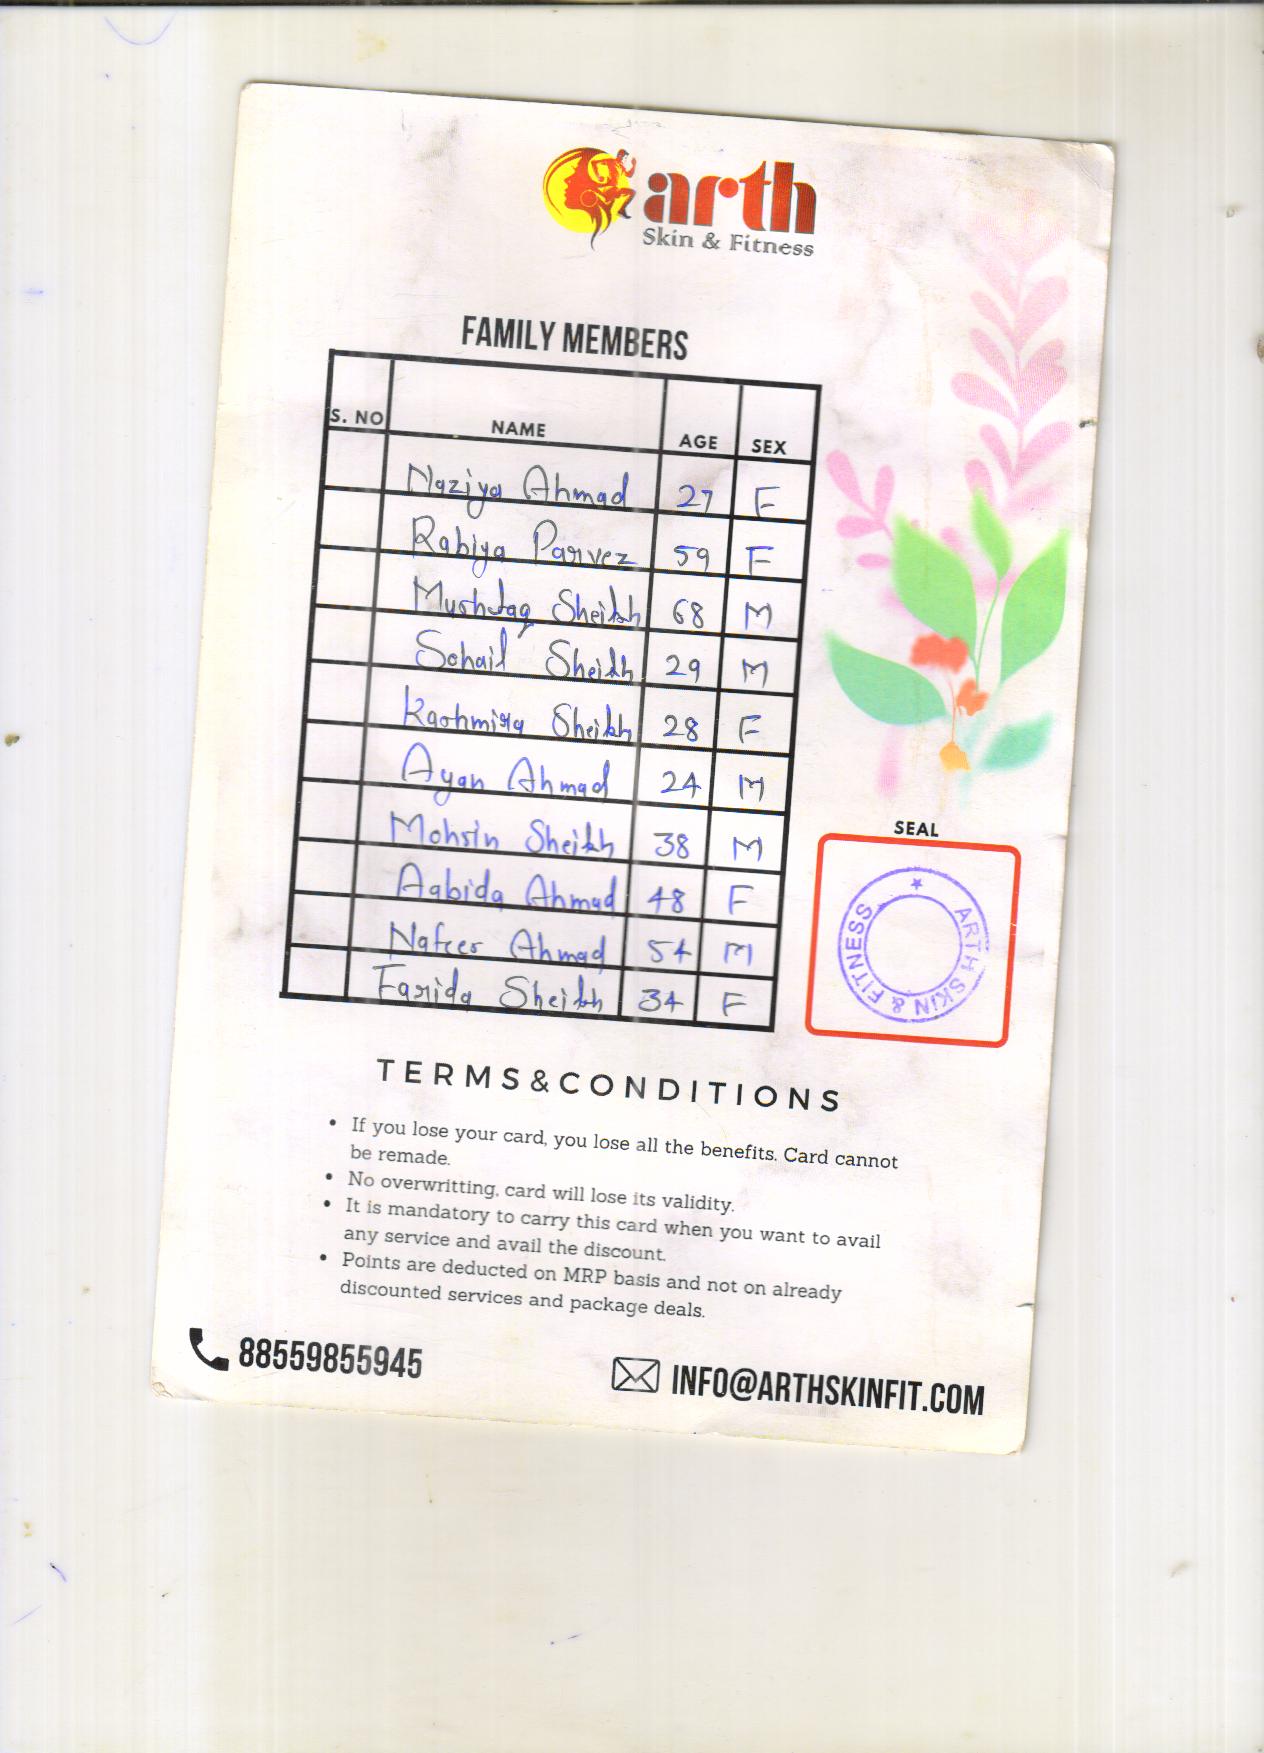 arth
Skin & Fitness
FAMILY MEMBERS
S. NO NAME AGE SEX
Naziya Ahmad 27 F
Rabiya Parvez 59 F
Mushtaq Sheikh 68 M
Sohail Sheikh 29 M
Kashmira Sheikh 28 F
Ayan Ahmad 24 M
Mohsin Sheikh 38 M
Aabida Ahmad 48 F
Nafees Ahmad 54 M
Farida Sheikh 34 F
SEAL
ARTH SKIN & FITNESS
TERMS&CONDITIONS
• If you lose your card, you lose all the benefits. Card cannot
be remade.
• No overwritting, card will lose its validity.
• It is mandatory to carry this card when you want to avail
any service and avail the discount.
• Points are deducted on MRP basis and not on already
discounted services and package deals.
88559855945
INFO@ARTHSKINFIT.COM